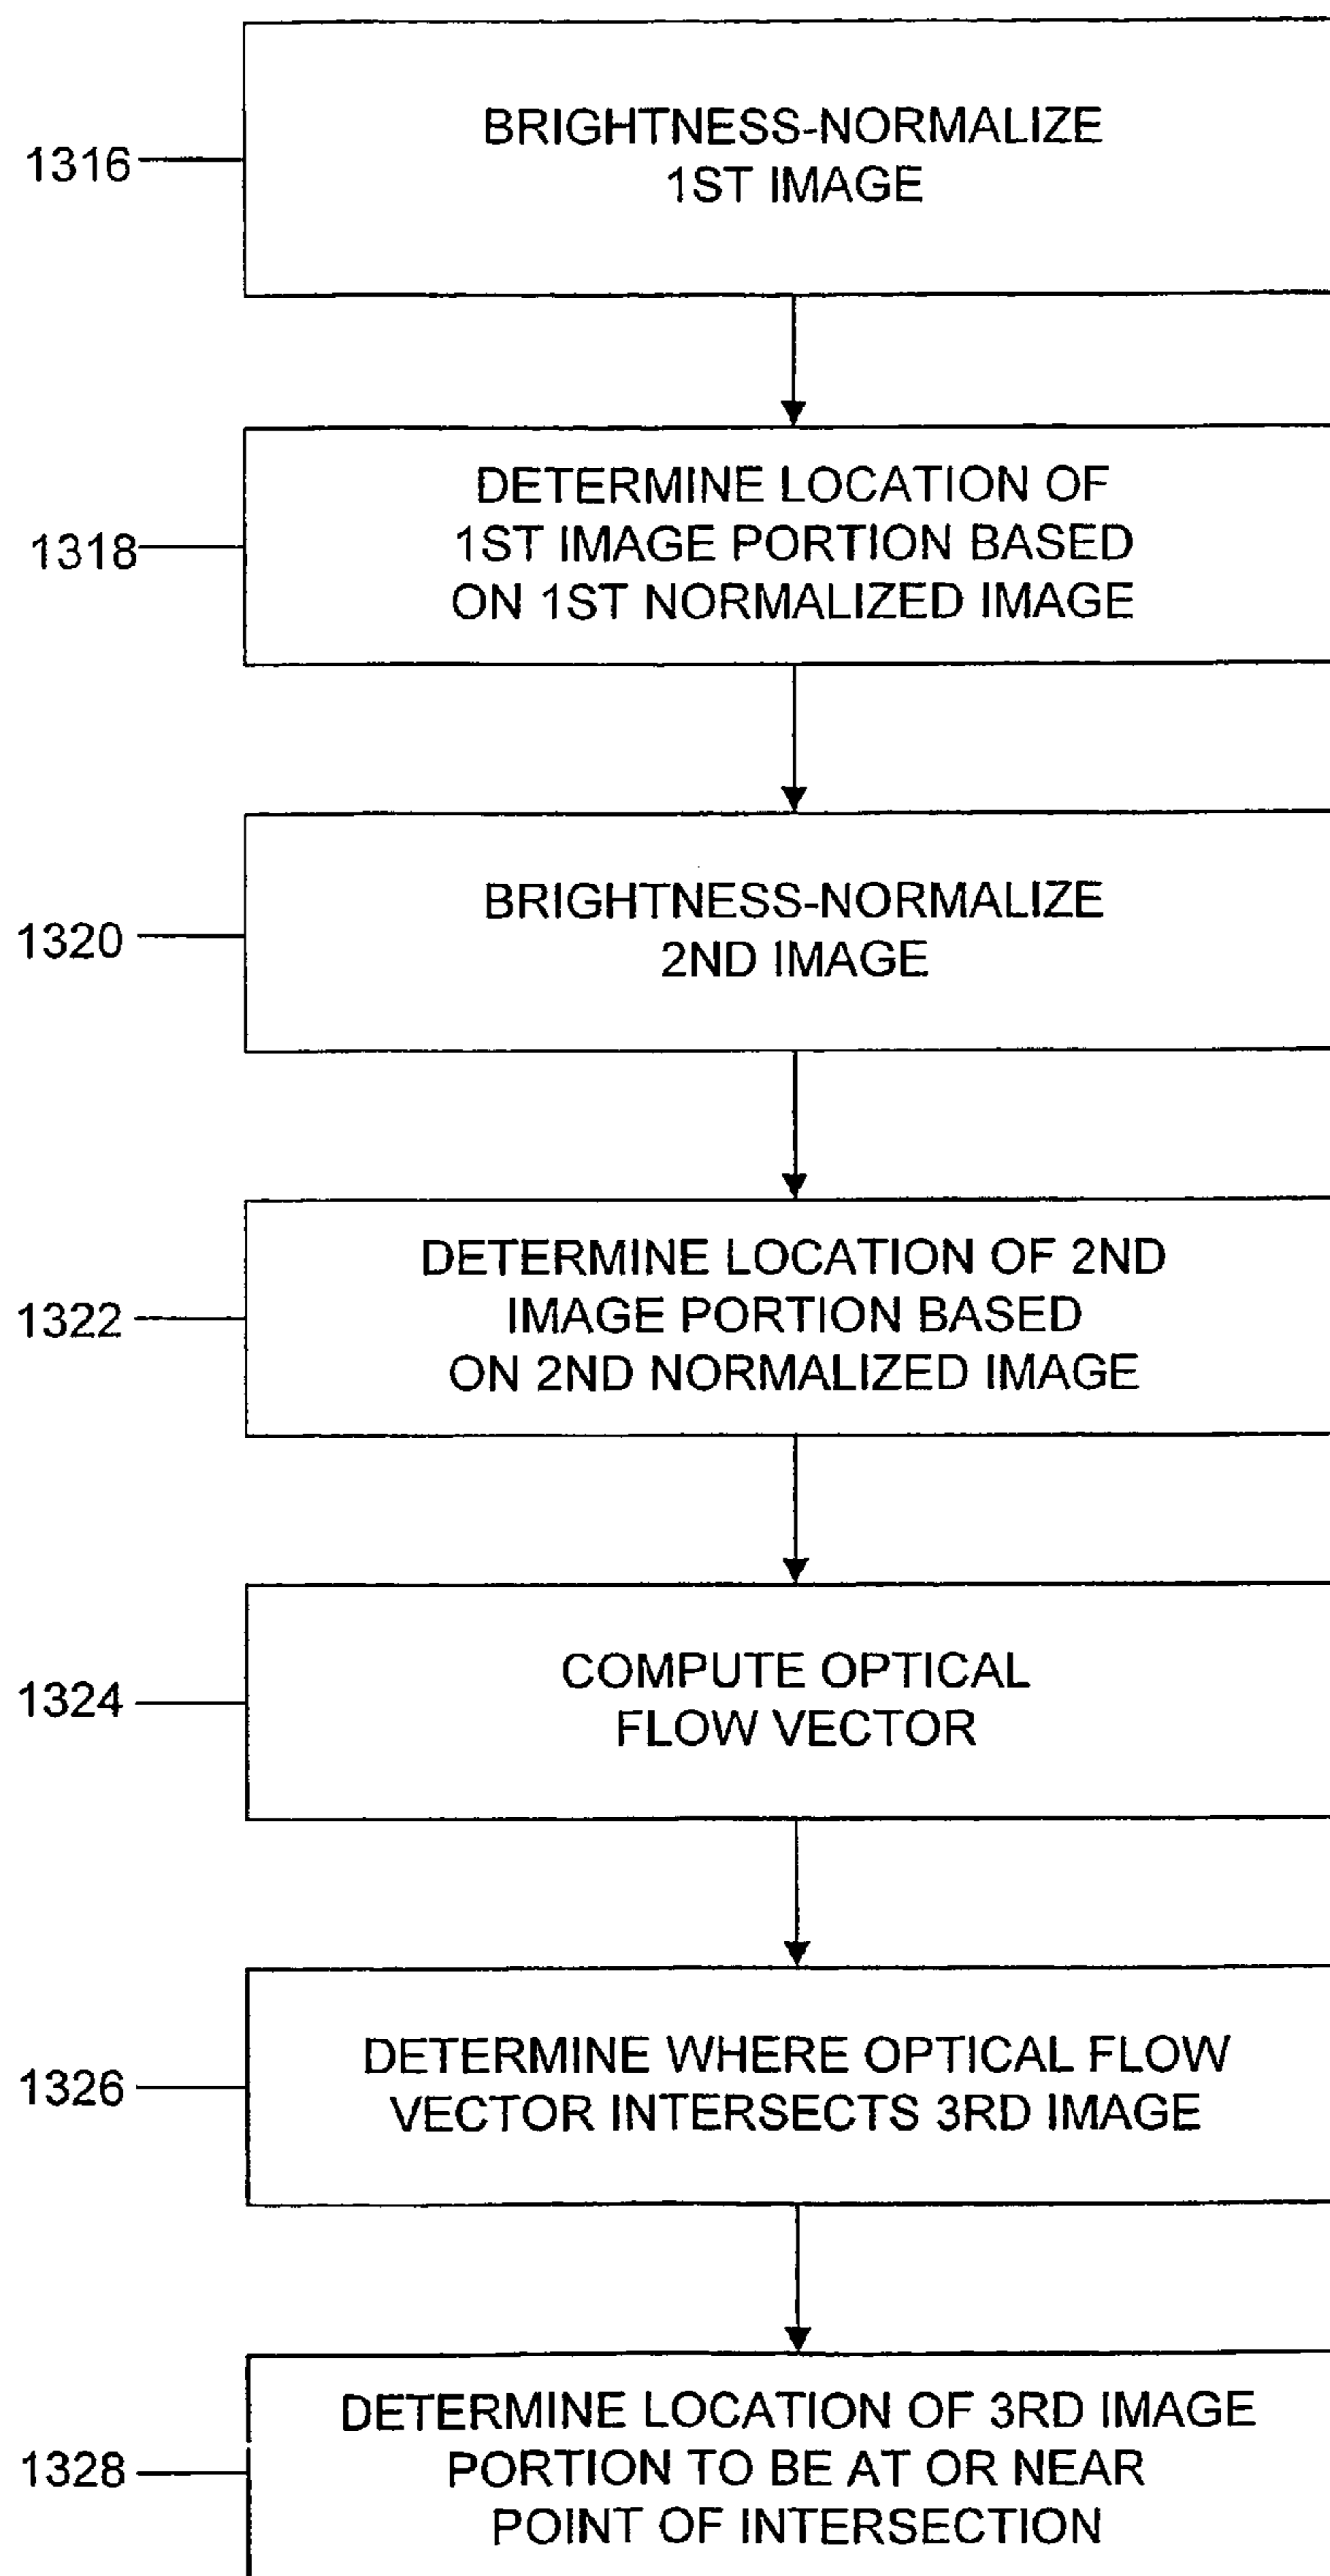 1316
BRIGHTNESS-NORMALIZE
1ST IMAGE
1318
DETERMINE LOCATION OF
1ST IMAGE PORTION BASED
ON 1ST NORMALIZED IMAGE
1320
BRIGHTNESS-NORMALIZE
2ND IMAGE
1322
DETERMINE LOCATION OF 2ND
IMAGE PORTION BASED
ON 2ND NORMALIZED IMAGE
1324
COMPUTE OPTICAL
FLOW VECTOR
1326
DETERMINE WHERE OPTICAL FLOW
VECTOR INTERSECTS 3RD IMAGE
1328
DETERMINE LOCATION OF 3RD IMAGE
PORTION TO BE AT OR NEAR
POINT OF INTERSECTION